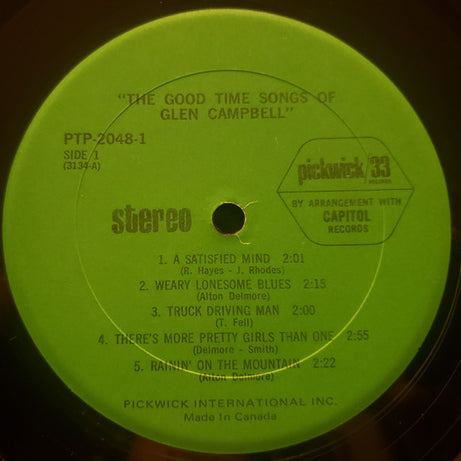 "THE GOOD TIME SONGS OF
GLEN CAMPBELL"
PTP-2048-1
SIDE 1
(3134-A)
pickwick/33
RECORDS
BY ARRANGEMENT WITH
CAPITOL
RECORDS
stereo
1. A SATISFIED MIND 2:01
(R. Hayes - J. Rhodes)
2. WEARY LONESOME BLUES 2:15
(Alton Delmore)
3. TRUCK DRIVING MAN 2:00
(T. Fell)
4. THERE'S MORE PRETTY GIRLS THAN ONE 2:55
(Delmore - Smith)
5. RAININ' ON THE MOUNTAIN 2:22
(Alton Delmore)
PICKWICK INTERNATIONAL INC.
Made In Canada